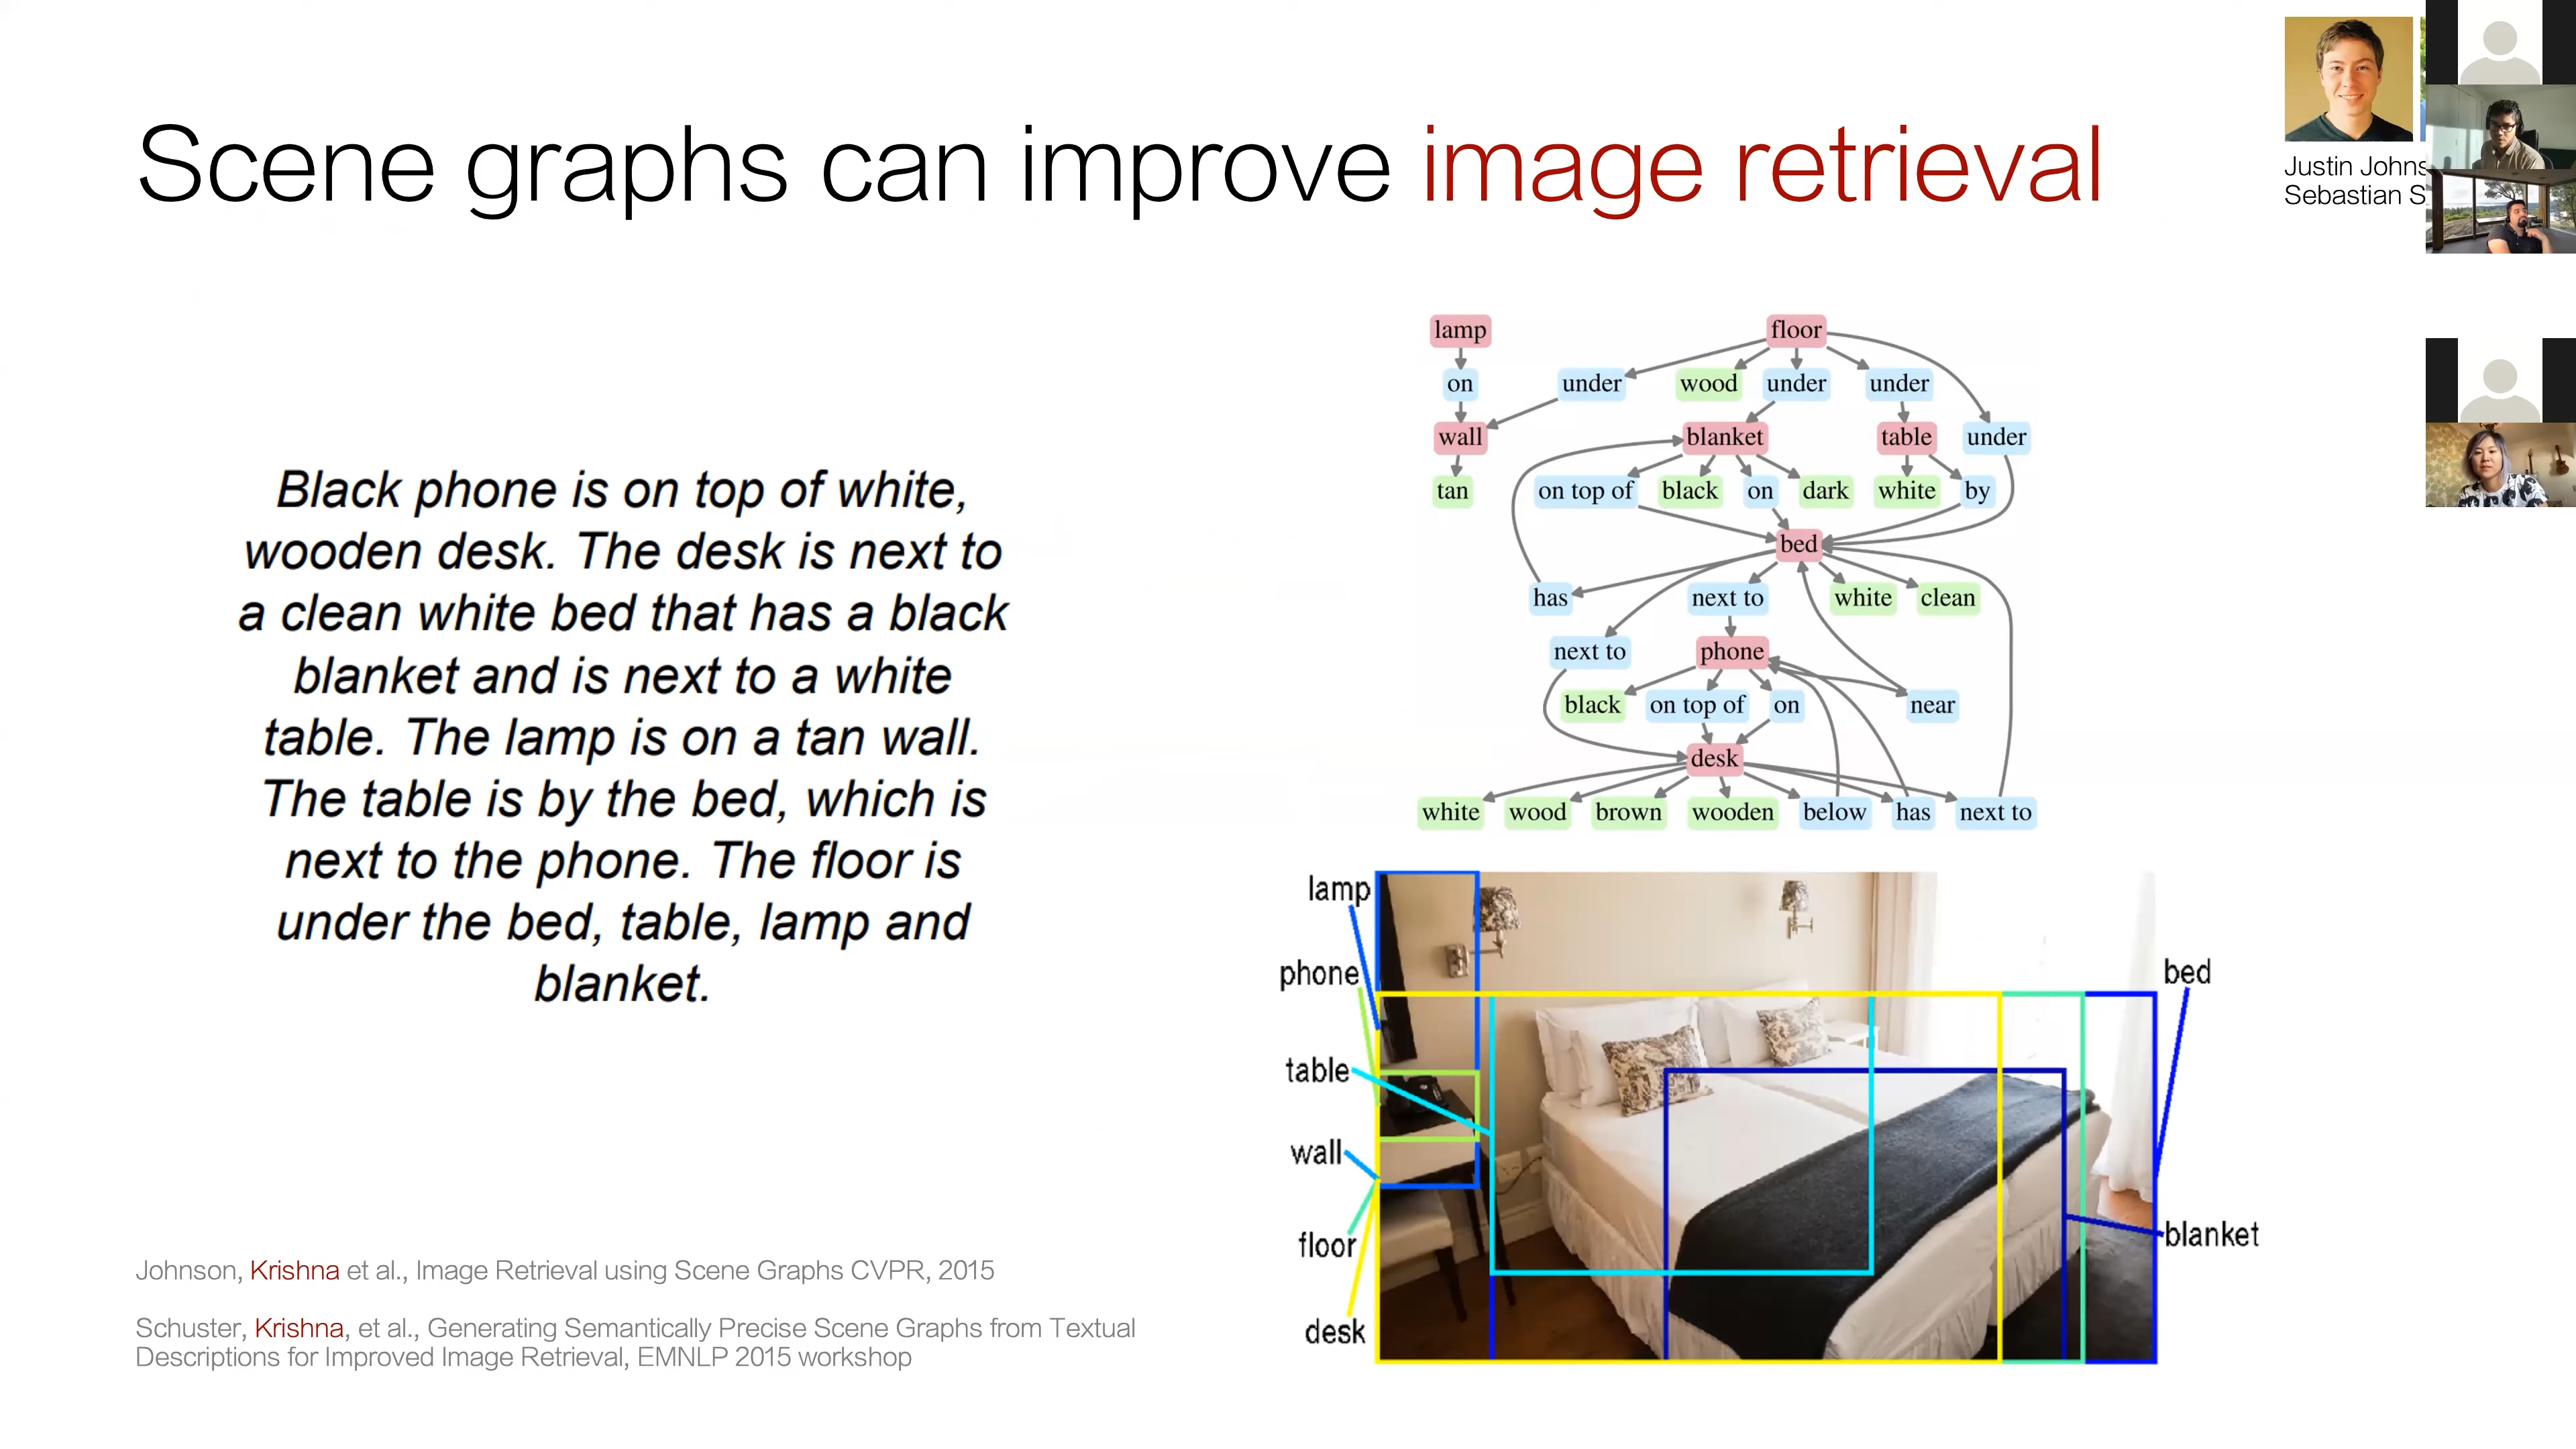 Scene graphs can improve image retrieval
Justin Johns
Sebastian S
Black phone is on top of white,
wooden desk. The desk is next to
a clean white bed that has a black
blanket and is next to a white
table. The lamp is on a tan wall.
The table is by the bed, which is
next to the phone. The floor is
under the bed, table, lamp and
blanket.
lamp floor
on under wood under under
wall blanket table under
tan on top of black on dark white by
bed
has next to white clean
next to phone
black on top of on near
desk
white wood brown wooden below has next to
lamp
phone
bed
table
wall
blanket
floor
desk
Johnson, Krishna et al., Image Retrieval using Scene Graphs CVPR, 2015
Schuster, Krishna, et al., Generating Semantically Precise Scene Graphs from Textual
Descriptions for Improved Image Retrieval, EMNLP 2015 workshop